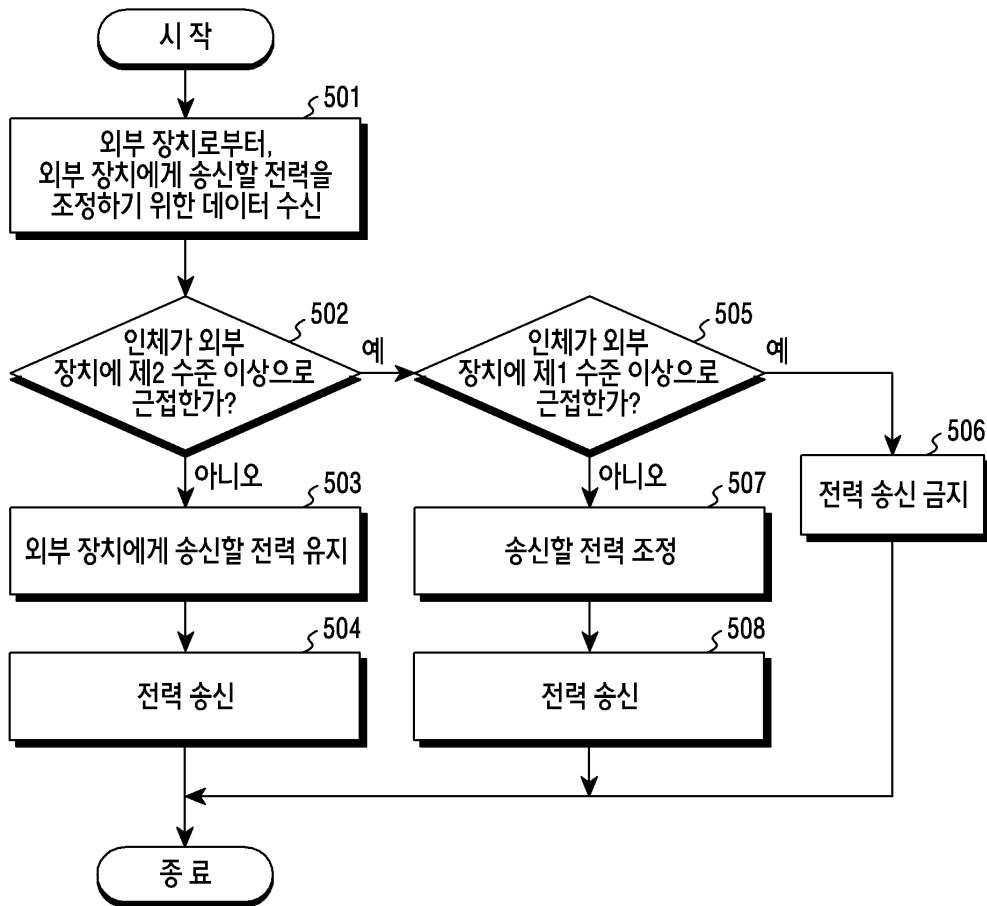 시 작
501
외부 장치로부터,
외부 장치에게 송신할 전력을
조정하기 위한 데이터 수신
502
인체가 외부
장치에 제2 수준 이상으로
근접한가?
예
아니오
505
인체가 외부
장치에 제1 수준 이상으로
근접한가?
예
아니오
506
전력 송신 금지
503
외부 장치에게 송신할 전력 유지
507
송신할 전력 조정
504
전력 송신
508
전력 송신
종 료